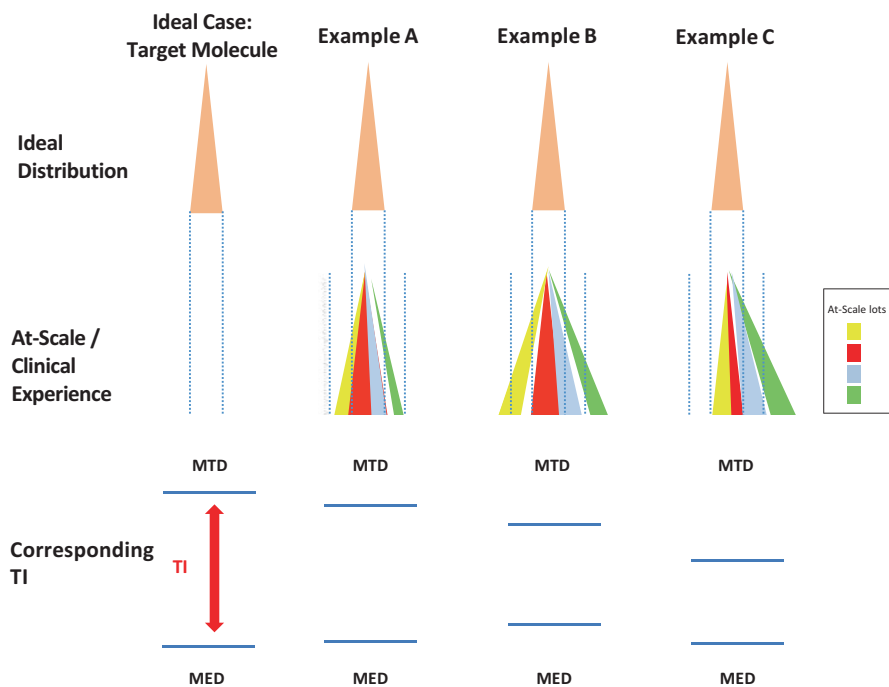 Ideal Case:
Target Molecule
Example A
Example B
Example C
Ideal
Distribution
At-Scale /
Clinical
Experience
At-Scale lots
MTD
MTD
MTD
MTD
Corresponding
TI
TI
MED
MED
MED
MED